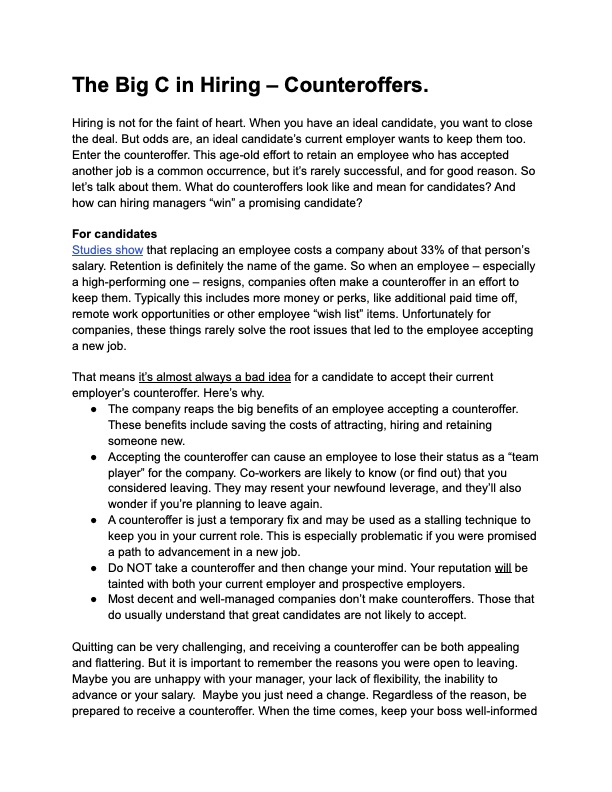 The Big C in Hiring – Counteroffers.
Hiring is not for the faint of heart. When you have an ideal candidate, you want to close
the deal. But odds are, an ideal candidate’s current employer wants to keep them too.
Enter the counteroffer. This age-old effort to retain an employee who has accepted
another job is a common occurrence, but it’s rarely successful, and for good reason. So
let’s talk about them. What do counteroffers look like and mean for candidates? And
how can hiring managers “win” a promising candidate?
For candidates
Studies show that replacing an employee costs a company about 33% of that person’s
salary. Retention is definitely the name of the game. So when an employee – especially
a high-performing one – resigns, companies often make a counteroffer in an effort to
keep them. Typically this includes more money or perks, like additional paid time off,
remote work opportunities or other employee “wish list” items. Unfortunately for
companies, these things rarely solve the root issues that led to the employee accepting
a new job.
That means it’s almost always a bad idea for a candidate to accept their current
employer’s counteroffer. Here’s why.
● The company reaps the big benefits of an employee accepting a counteroffer.
These benefits include saving the costs of attracting, hiring and retaining
someone new.
● Accepting the counteroffer can cause an employee to lose their status as a “team
player” for the company. Co-workers are likely to know (or find out) that you
considered leaving. They may resent your newfound leverage, and they’ll also
wonder if you’re planning to leave again.
● A counteroffer is just a temporary fix and may be used as a stalling technique to
keep you in your current role. This is especially problematic if you were promised
a path to advancement in a new job.
● Do NOT take a counteroffer and then change your mind. Your reputation will be
tainted with both your current employer and prospective employers.
● Most decent and well-managed companies don’t make counteroffers. Those that
do usually understand that great candidates are not likely to accept.
Quitting can be very challenging, and receiving a counteroffer can be both appealing
and flattering. But it is important to remember the reasons you were open to leaving.
Maybe you are unhappy with your manager, your lack of flexibility, the inability to
advance or your salary.  Maybe you just need a change. Regardless of the reason, be
prepared to receive a counteroffer. When the time comes, keep your boss well-informed